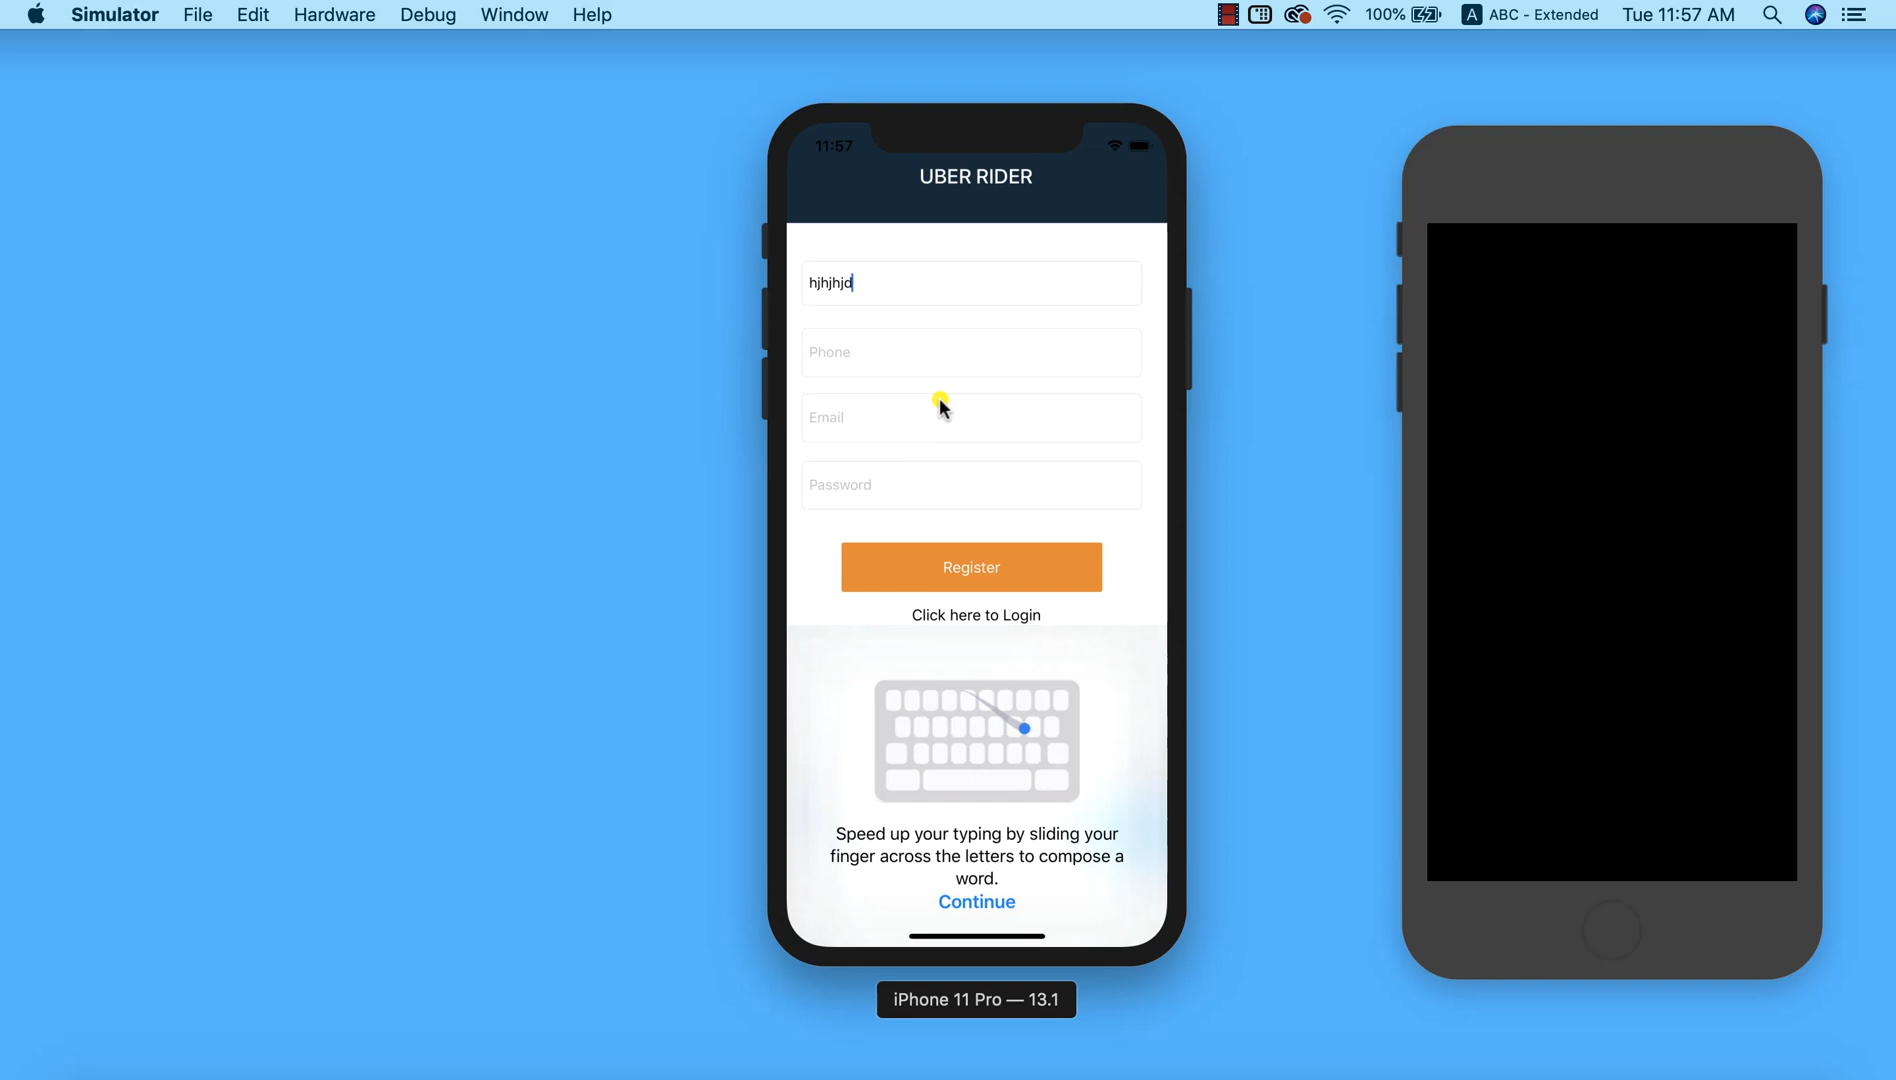 Simulator File Edit Hardware Debug Window Help 100% A ABC - Extended Tue 11:57 AM
11:57
UBER RIDER
hjhjhjd
Phone
Email
Password
Register
Click here to Login
Speed up your typing by sliding your
finger across the letters to compose a
word.
Continue
iPhone 11 Pro — 13.1